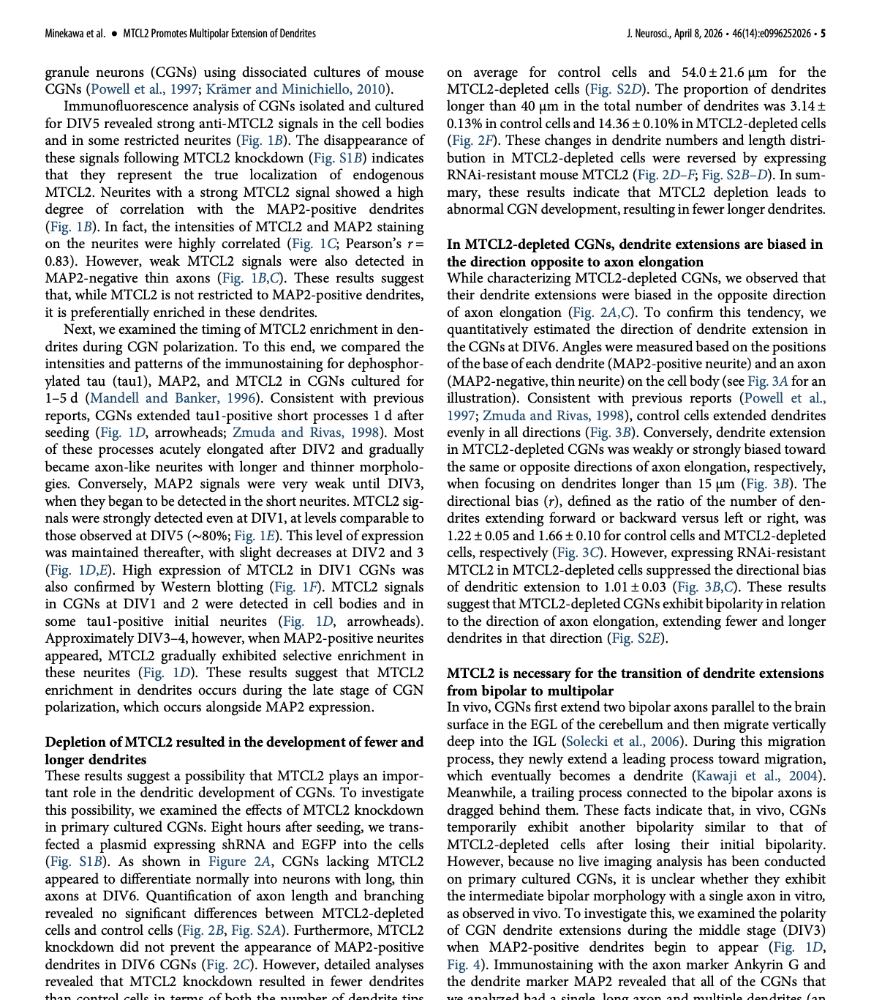 Minekawa et al. • MTCL2 Promotes Multipolar Extension of Dendrites
J. Neurosci., April 8, 2026 • 46(14):e0996252026 • 5
granule neurons (CGNs) using dissociated cultures of mouse
CGNs (Powell et al., 1997; Krämer and Minichiello, 2010).
Immunofluorescence analysis of CGNs isolated and cultured
for DIV5 revealed strong anti-MTCL2 signals in the cell bodies
and in some restricted neurites (Fig. 1B). The disappearance of
these signals following MTCL2 knockdown (Fig. S1B) indicates
that they represent the true localization of endogenous
MTCL2. Neurites with a strong MTCL2 signal showed a high
degree of correlation with the MAP2-positive dendrites
(Fig. 1B). In fact, the intensities of MTCL2 and MAP2 staining
on the neurites were highly correlated (Fig. 1C; Pearson's r =
0.83). However, weak MTCL2 signals were also detected in
MAP2-negative thin axons (Fig. 1B,C). These results suggest
that, while MTCL2 is not restricted to MAP2-positive dendrites,
it is preferentially enriched in these dendrites.
Next, we examined the timing of MTCL2 enrichment in den-
drites during CGN polarization. To this end, we compared the
intensities and patterns of the immunostaining for dephosphor-
ylated tau (tau1), MAP2, and MTCL2 in CGNs cultured for
1–5 d (Mandell and Banker, 1996). Consistent with previous
reports, CGNs extended tau1-positive short processes 1 d after
seeding (Fig. 1D, arrowheads; Zmuda and Rivas, 1998). Most
of these processes acutely elongated after DIV2 and gradually
became axon-like neurites with longer and thinner morpholo-
gies. Conversely, MAP2 signals were very weak until DIV3,
when they began to be detected in the short neurites. MTCL2 sig-
nals were strongly detected even at DIV1, at levels comparable to
those observed at DIV5 (∼80%; Fig. 1E). This level of expression
was maintained thereafter, with slight decreases at DIV2 and 3
(Fig. 1D,E). High expression of MTCL2 in DIV1 CGNs was
also confirmed by Western blotting (Fig. 1F). MTCL2 signals
in CGNs at DIV1 and 2 were detected in cell bodies and in
some tau1-positive initial neurites (Fig. 1D, arrowheads).
Approximately DIV3–4, however, when MAP2-positive neurites
appeared, MTCL2 gradually exhibited selective enrichment in
these neurites (Fig. 1D). These results suggest that MTCL2
enrichment in dendrites occurs during the late stage of CGN
polarization, which occurs alongside MAP2 expression.
Depletion of MTCL2 resulted in the development of fewer and
longer dendrites
These results suggest a possibility that MTCL2 plays an impor-
tant role in the dendritic development of CGNs. To investigate
this possibility, we examined the effects of MTCL2 knockdown
in primary cultured CGNs. Eight hours after seeding, we trans-
fected a plasmid expressing shRNA and EGFP into the cells
(Fig. S1B). As shown in Figure 2A, CGNs lacking MTCL2
appeared to differentiate normally into neurons with long, thin
axons at DIV6. Quantification of axon length and branching
revealed no significant differences between MTCL2-depleted
cells and control cells (Fig. 2B, Fig. S2A). Furthermore, MTCL2
knockdown did not prevent the appearance of MAP2-positive
dendrites in DIV6 CGNs (Fig. 2C). However, detailed analyses
revealed that MTCL2 knockdown resulted in fewer dendrites
than control cells in terms of both the number of dendrite tips
on average for control cells and 54.0 ± 21.6 μm for the
MTCL2-depleted cells (Fig. S2D). The proportion of dendrites
longer than 40 μm in the total number of dendrites was 3.14 ±
0.13% in control cells and 14.36 ± 0.10% in MTCL2-depleted cells
(Fig. 2F). These changes in dendrite numbers and length distri-
bution in MTCL2-depleted cells were reversed by expressing
RNAi-resistant mouse MTCL2 (Fig. 2D–F; Fig. S2B–D). In sum-
mary, these results indicate that MTCL2 depletion leads to
abnormal CGN development, resulting in fewer longer dendrites.
In MTCL2-depleted CGNs, dendrite extensions are biased in
the direction opposite to axon elongation
While characterizing MTCL2-depleted CGNs, we observed that
their dendrite extensions were biased in the opposite direction
of axon elongation (Fig. 2A,C). To confirm this tendency, we
quantitatively estimated the direction of dendrite extension in
the CGNs at DIV6. Angles were measured based on the positions
of the base of each dendrite (MAP2-positive neurite) and an axon
(MAP2-negative, thin neurite) on the cell body (see Fig. 3A for an
illustration). Consistent with previous reports (Powell et al.,
1997; Zmuda and Rivas, 1998), control cells extended dendrites
evenly in all directions (Fig. 3B). Conversely, dendrite extension
in MTCL2-depleted CGNs was weakly or strongly biased toward
the same or opposite directions of axon elongation, respectively,
when focusing on dendrites longer than 15 μm (Fig. 3B). The
directional bias (r), defined as the ratio of the number of den-
drites extending forward or backward versus left or right, was
1.22 ± 0.05 and 1.66 ± 0.10 for control cells and MTCL2-depleted
cells, respectively (Fig. 3C). However, expressing RNAi-resistant
MTCL2 in MTCL2-depleted cells suppressed the directional bias
of dendritic extension to 1.01 ± 0.03 (Fig. 3B,C). These results
suggest that MTCL2-depleted CGNs exhibit bipolarity in relation
to the direction of axon elongation, extending fewer and longer
dendrites in that direction (Fig. S2E).
MTCL2 is necessary for the transition of dendrite extensions
from bipolar to multipolar
In vivo, CGNs first extend two bipolar axons parallel to the brain
surface in the EGL of the cerebellum and then migrate vertically
deep into the IGL (Solecki et al., 2006). During this migration
process, they newly extend a leading process toward migration,
which eventually becomes a dendrite (Kawaji et al., 2004).
Meanwhile, a trailing process connected to the bipolar axons is
dragged behind them. These facts indicate that, in vivo, CGNs
temporarily exhibit another bipolarity similar to that of
MTCL2-depleted cells after losing their initial bipolarity.
However, because no live imaging analysis has been conducted
on primary cultured CGNs, it is unclear whether they exhibit
the intermediate bipolar morphology with a single axon in vitro,
as observed in vivo. To investigate this, we examined the polarity
of CGN dendrite extensions during the middle stage (DIV3)
when MAP2-positive dendrites begin to appear (Fig. 1D,
Fig. 4). Immunostaining with the axon marker Ankyrin G and
the dendrite marker MAP2 revealed that all of the CGNs that
we analyzed had a single, long axon and multiple dendrites (an